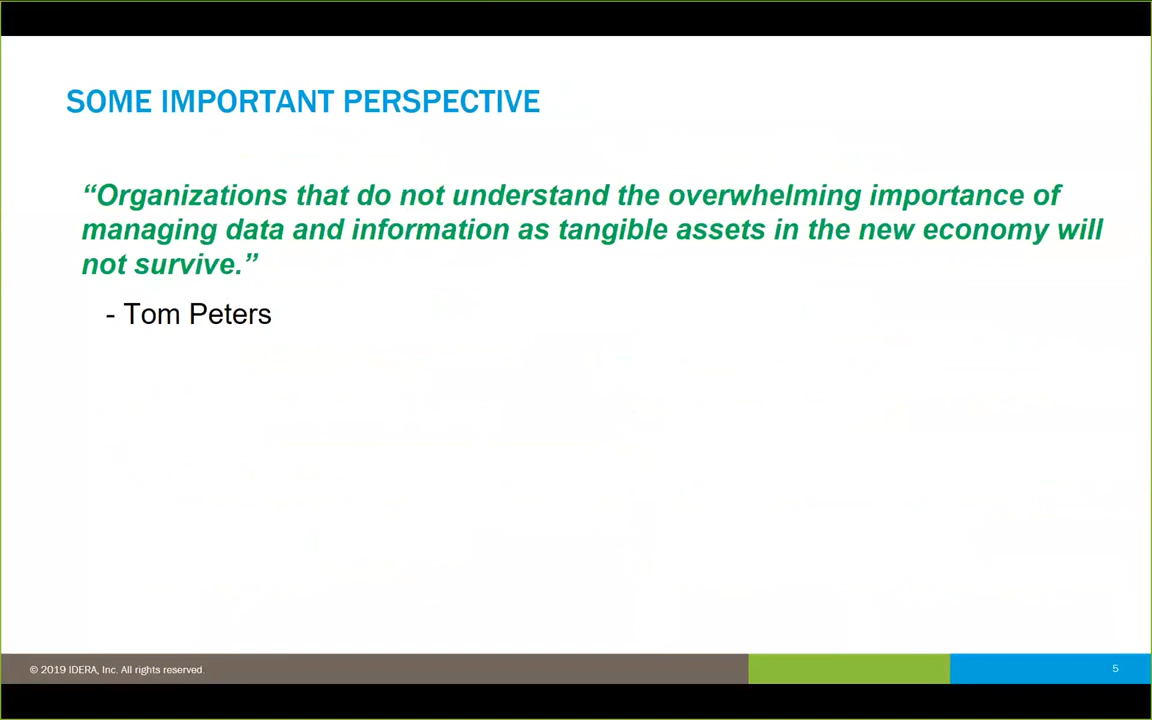 SOME IMPORTANT PERSPECTIVE
“Organizations that do not understand the overwhelming importance of
managing data and information as tangible assets in the new economy will
not survive.”
- Tom Peters
© 2019 IDERA, Inc. All rights reserved.
5